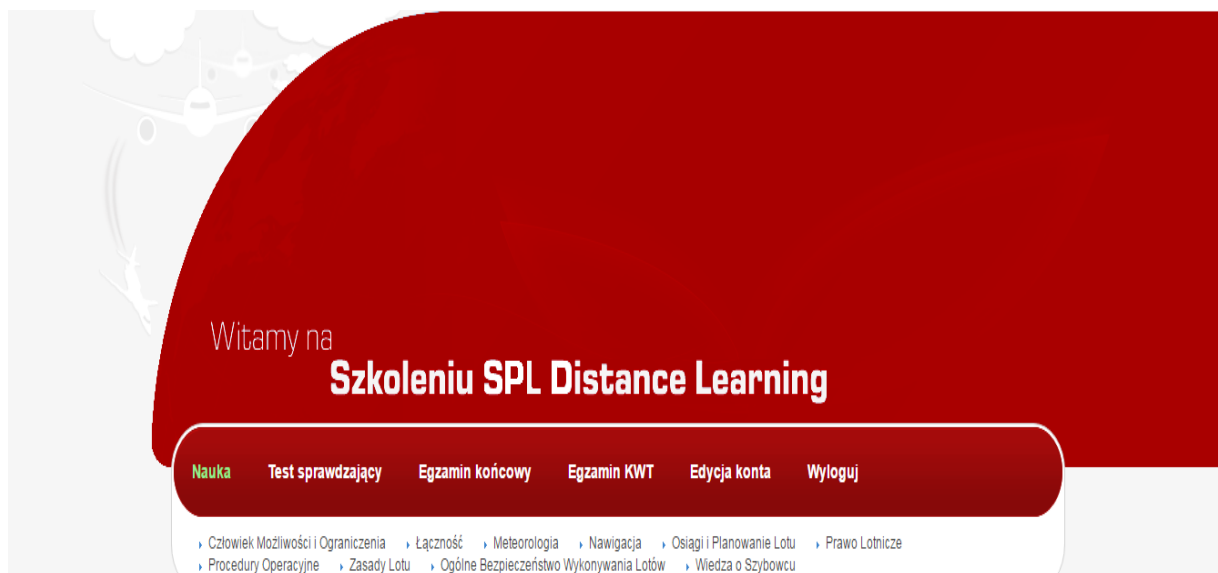 Witamy na
Szkoleniu SPL Distance Learning
Nauka Test sprawdzający Egzamin końcowy Egzamin KWT Edycja konta Wyloguj
Człowiek Możliwości i Ograniczenia Łączność Meteorologia Nawigacja Osiągi i Planowanie Lotu Prawo Lotnicze
Procedury Operacyjne Zasady Lotu Ogólne Bezpieczeństwo Wykonywania Lotów Wiedza o Szybowcu